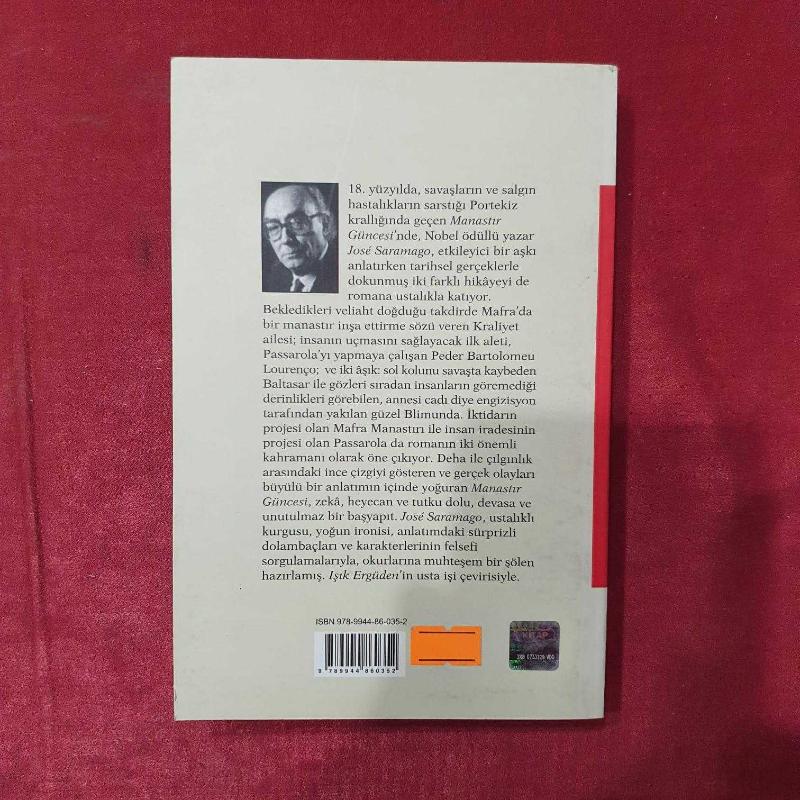 18. yüzyılda, savaşların ve salgın
hastalıkların sarstığı Portekiz
krallığında geçen Manastır
Güncesi'nde, Nobel ödüllü yazar
José Saramago, etkileyici bir aşkı
anlatırken tarihsel gerçeklerle
dokunmuş iki farklı hikâyeyi de
romana ustalıkla katıyor.
Bekledikleri veliaht doğduğu takdirde Mafra'da
bir manastır inşa ettirme sözü veren Kraliyet
ailesi; insanın uçmasını sağlayacak ilk aleti,
Passarola'yı yapmaya çalışan Peder Bartolomeu
Lourenço; ve iki âşık: sol kolunu savaşta kaybeden
Baltasar ile gözleri sıradan insanların göremediği
derinlikleri görebilen, annesi cadı diye engizisyon
tarafından yakılan güzel Blimunda. İktidarın
projesi olan Mafra Manastırı ile insan iradesinin
projesi olan Passarola da romanın iki önemli
kahramanı olarak öne çıkıyor. Deha ile çılgınlık
arasındaki ince çizgiyi gösteren ve gerçek olayları
büyülü bir anlatımın içinde yoğuran Manastır
Güncesi, zekâ, heyecan ve tutku dolu, devasa ve
unutulmaz bir başyapıt. José Saramago, ustalıklı
kurgusu, yoğun ironisi, anlatımdaki sürprizli
dolambaçları ve karakterlerinin felsefi
sorgulamalarıyla, okurlarına muhteşem bir şölen
hazırlamış. Işık Ergüden'in usta işi çevirisiyle.
ISBN 978-9944-86-035-2
9 789944 860352
KİTAP